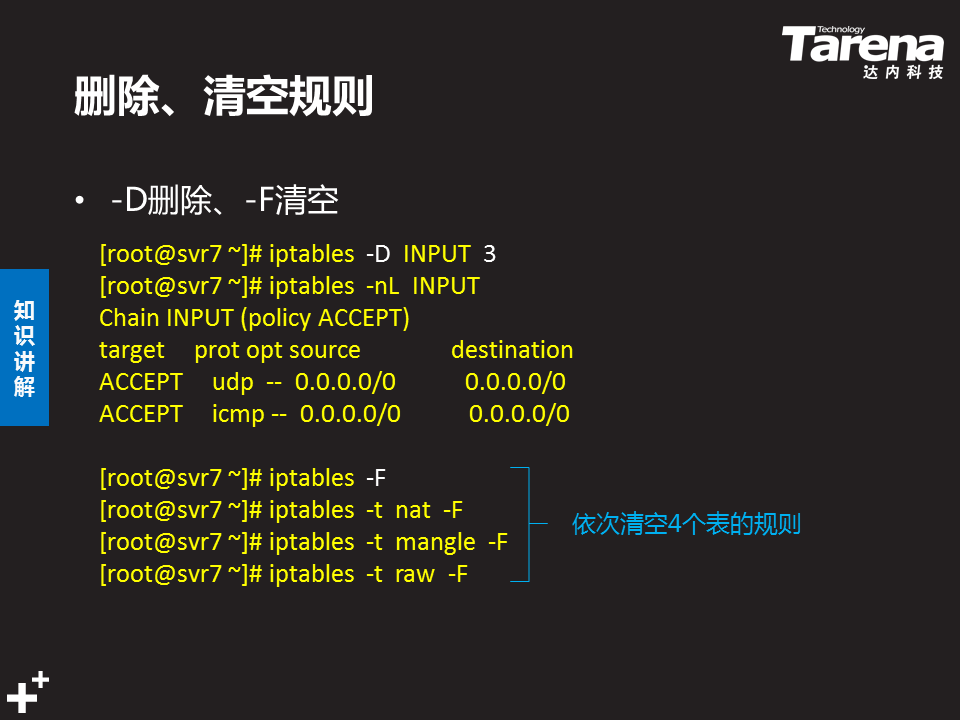 Technology
Tarena
达内科技
删除、清空规则
• -D删除、-F清空
[root@svr7 ~]# iptables -D INPUT 3
[root@svr7 ~]# iptables -nL INPUT
Chain INPUT (policy ACCEPT)
target prot opt source destination
ACCEPT udp -- 0.0.0.0/0 0.0.0.0/0
ACCEPT icmp -- 0.0.0.0/0 0.0.0.0/0
[root@svr7 ~]# iptables -F
[root@svr7 ~]# iptables -t nat -F
[root@svr7 ~]# iptables -t mangle -F
[root@svr7 ~]# iptables -t raw -F
依次清空4个表的规则
知识讲解